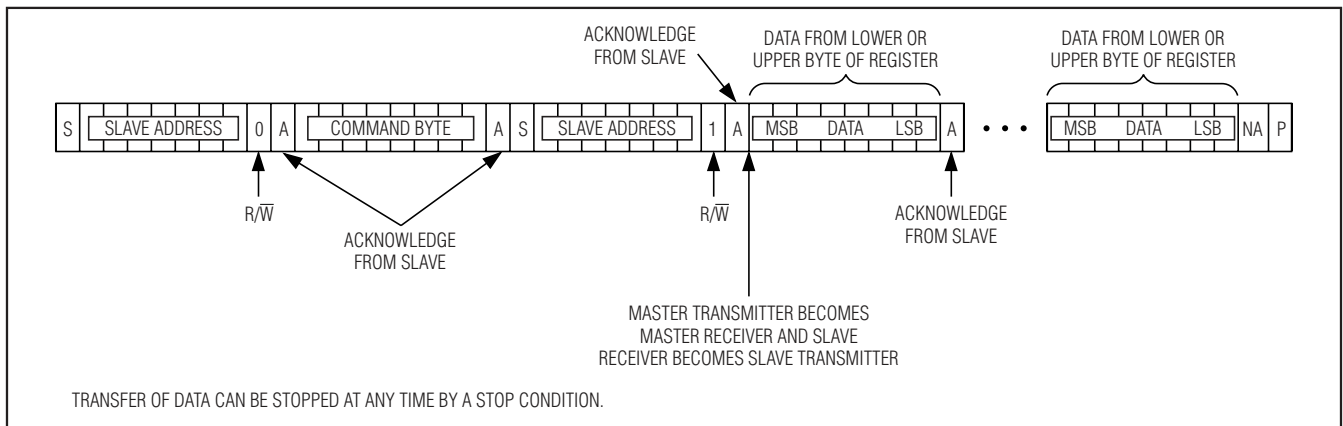 ACKNOWLEDGE
FROM SLAVE
DATA FROM LOWER OR
UPPER BYTE OF REGISTER
DATA FROM LOWER OR
UPPER BYTE OF REGISTER
S SLAVE ADDRESS 0 A COMMAND BYTE A S SLAVE ADDRESS 1 A MSB DATA LSB A • • • MSB DATA LSB NA P
R/W̅
ACKNOWLEDGE
FROM SLAVE
R/W̅
ACKNOWLEDGE
FROM SLAVE
MASTER TRANSMITTER BECOMES
MASTER RECEIVER AND SLAVE
RECEIVER BECOMES SLAVE TRANSMITTER
TRANSFER OF DATA CAN BE STOPPED AT ANY TIME BY A STOP CONDITION.